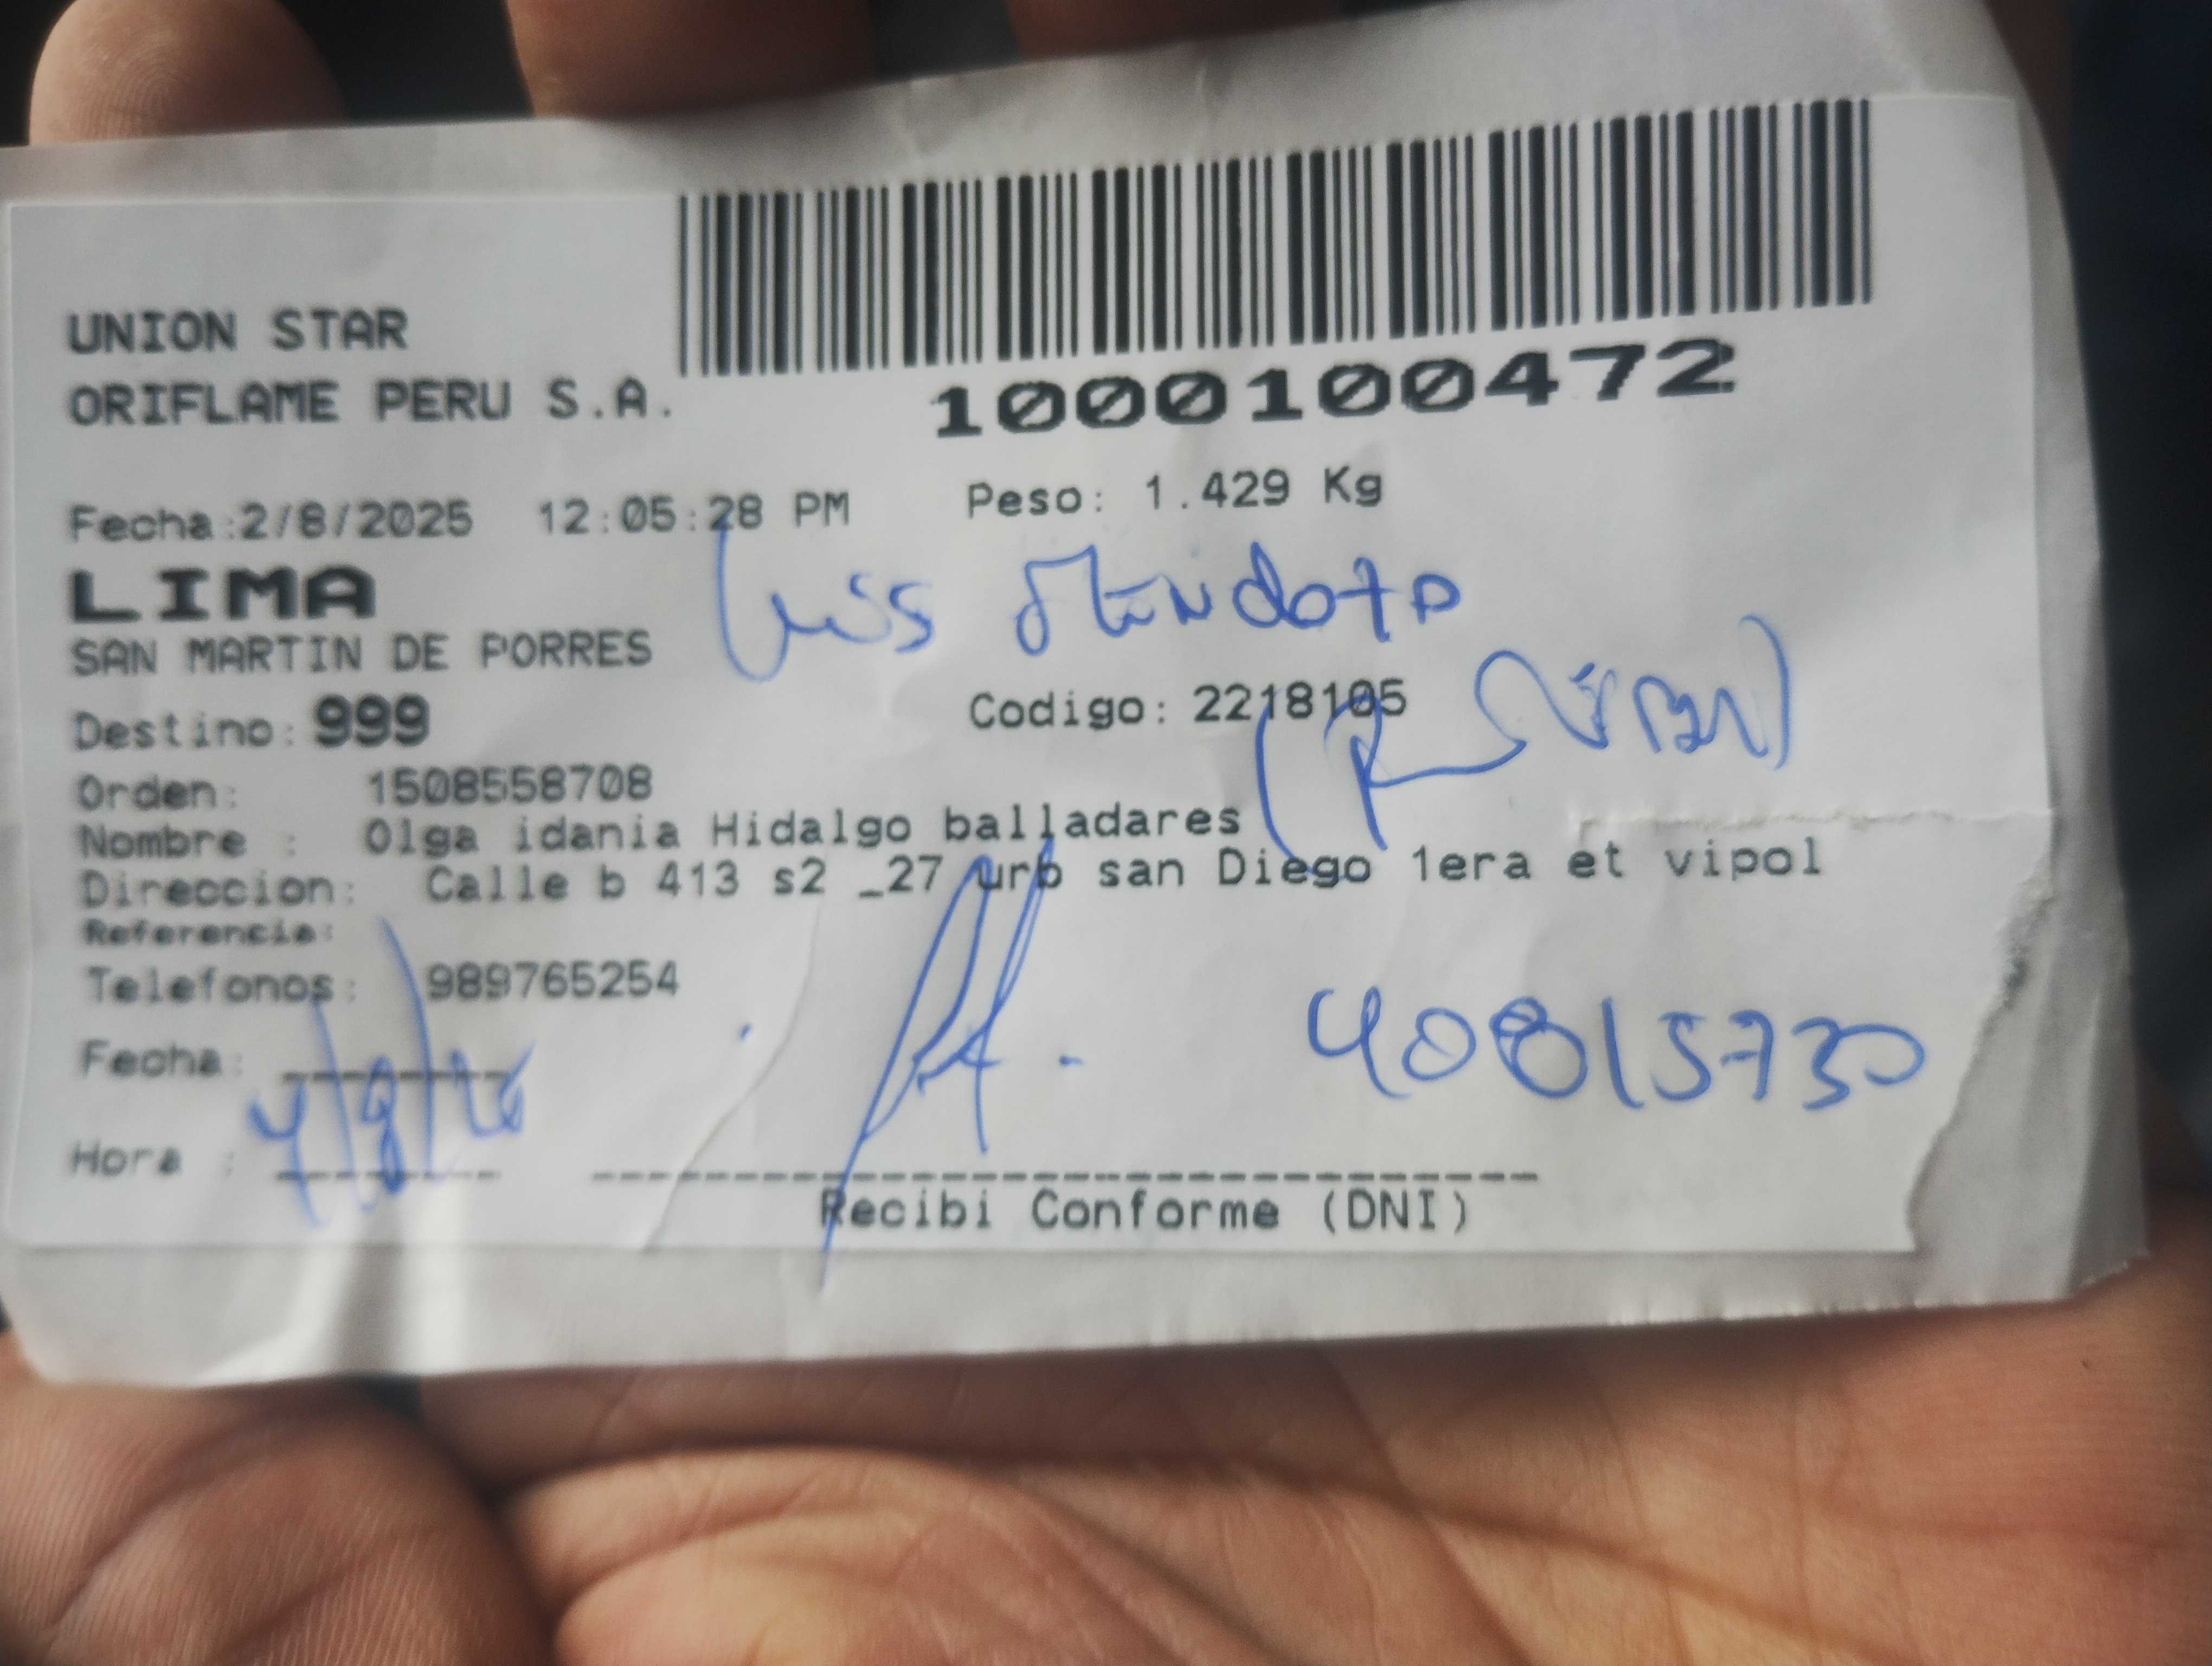 UNION STAR
ORIFLAME PERU S.A.
1000100472
Fecha:2/8/2025 12:05:28 PM Peso: 1.429 Kg
LIMA
Luis Mendoza
SAN MARTIN DE PORRES
Destino: 999 Codigo: 2218105
Orden: 1508558708
Nombre : Olga idania Hidalgo balladares
Direccion: Calle b 413 s2 _27 urb san Diego 1era et vipol
Referencia:
Telefonos: 989765254
40815730
Fecha:
Hora :
Recibi Conforme (DNI)